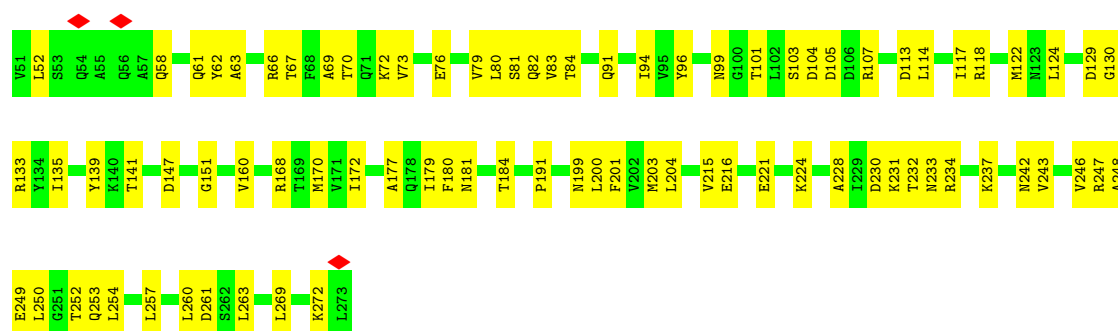 V51 L52 S53 Q54 A55 Q56 A57 Q58 Q61 Y62 A63 R66 T67 F68 A69 T70 Q71 K72 V73 E76 V79 L80 S81 Q82 V83 T84 Q91 I94 V95 Y96 N99 G100 T101 L102 S103 D104 D105 D106 R107 D113 L114 I117 R118 M122 N123 L124 D129 G130
R133 Y134 I135 Y139 K140 T141 D147 G151 V160 R168 T169 M170 V171 I172 A177 Q178 I179 F180 N181 T184 P191 N199 L200 F201 V202 M203 L204 V215 E216 E221 K224 A228 I229 D230 K231 T232 N233 R234 K237 N242 V243 V246 R247 A248
E249 L250 G251 T252 Q253 L254 L257 L260 D261 S262 L263 L269 K272 L273